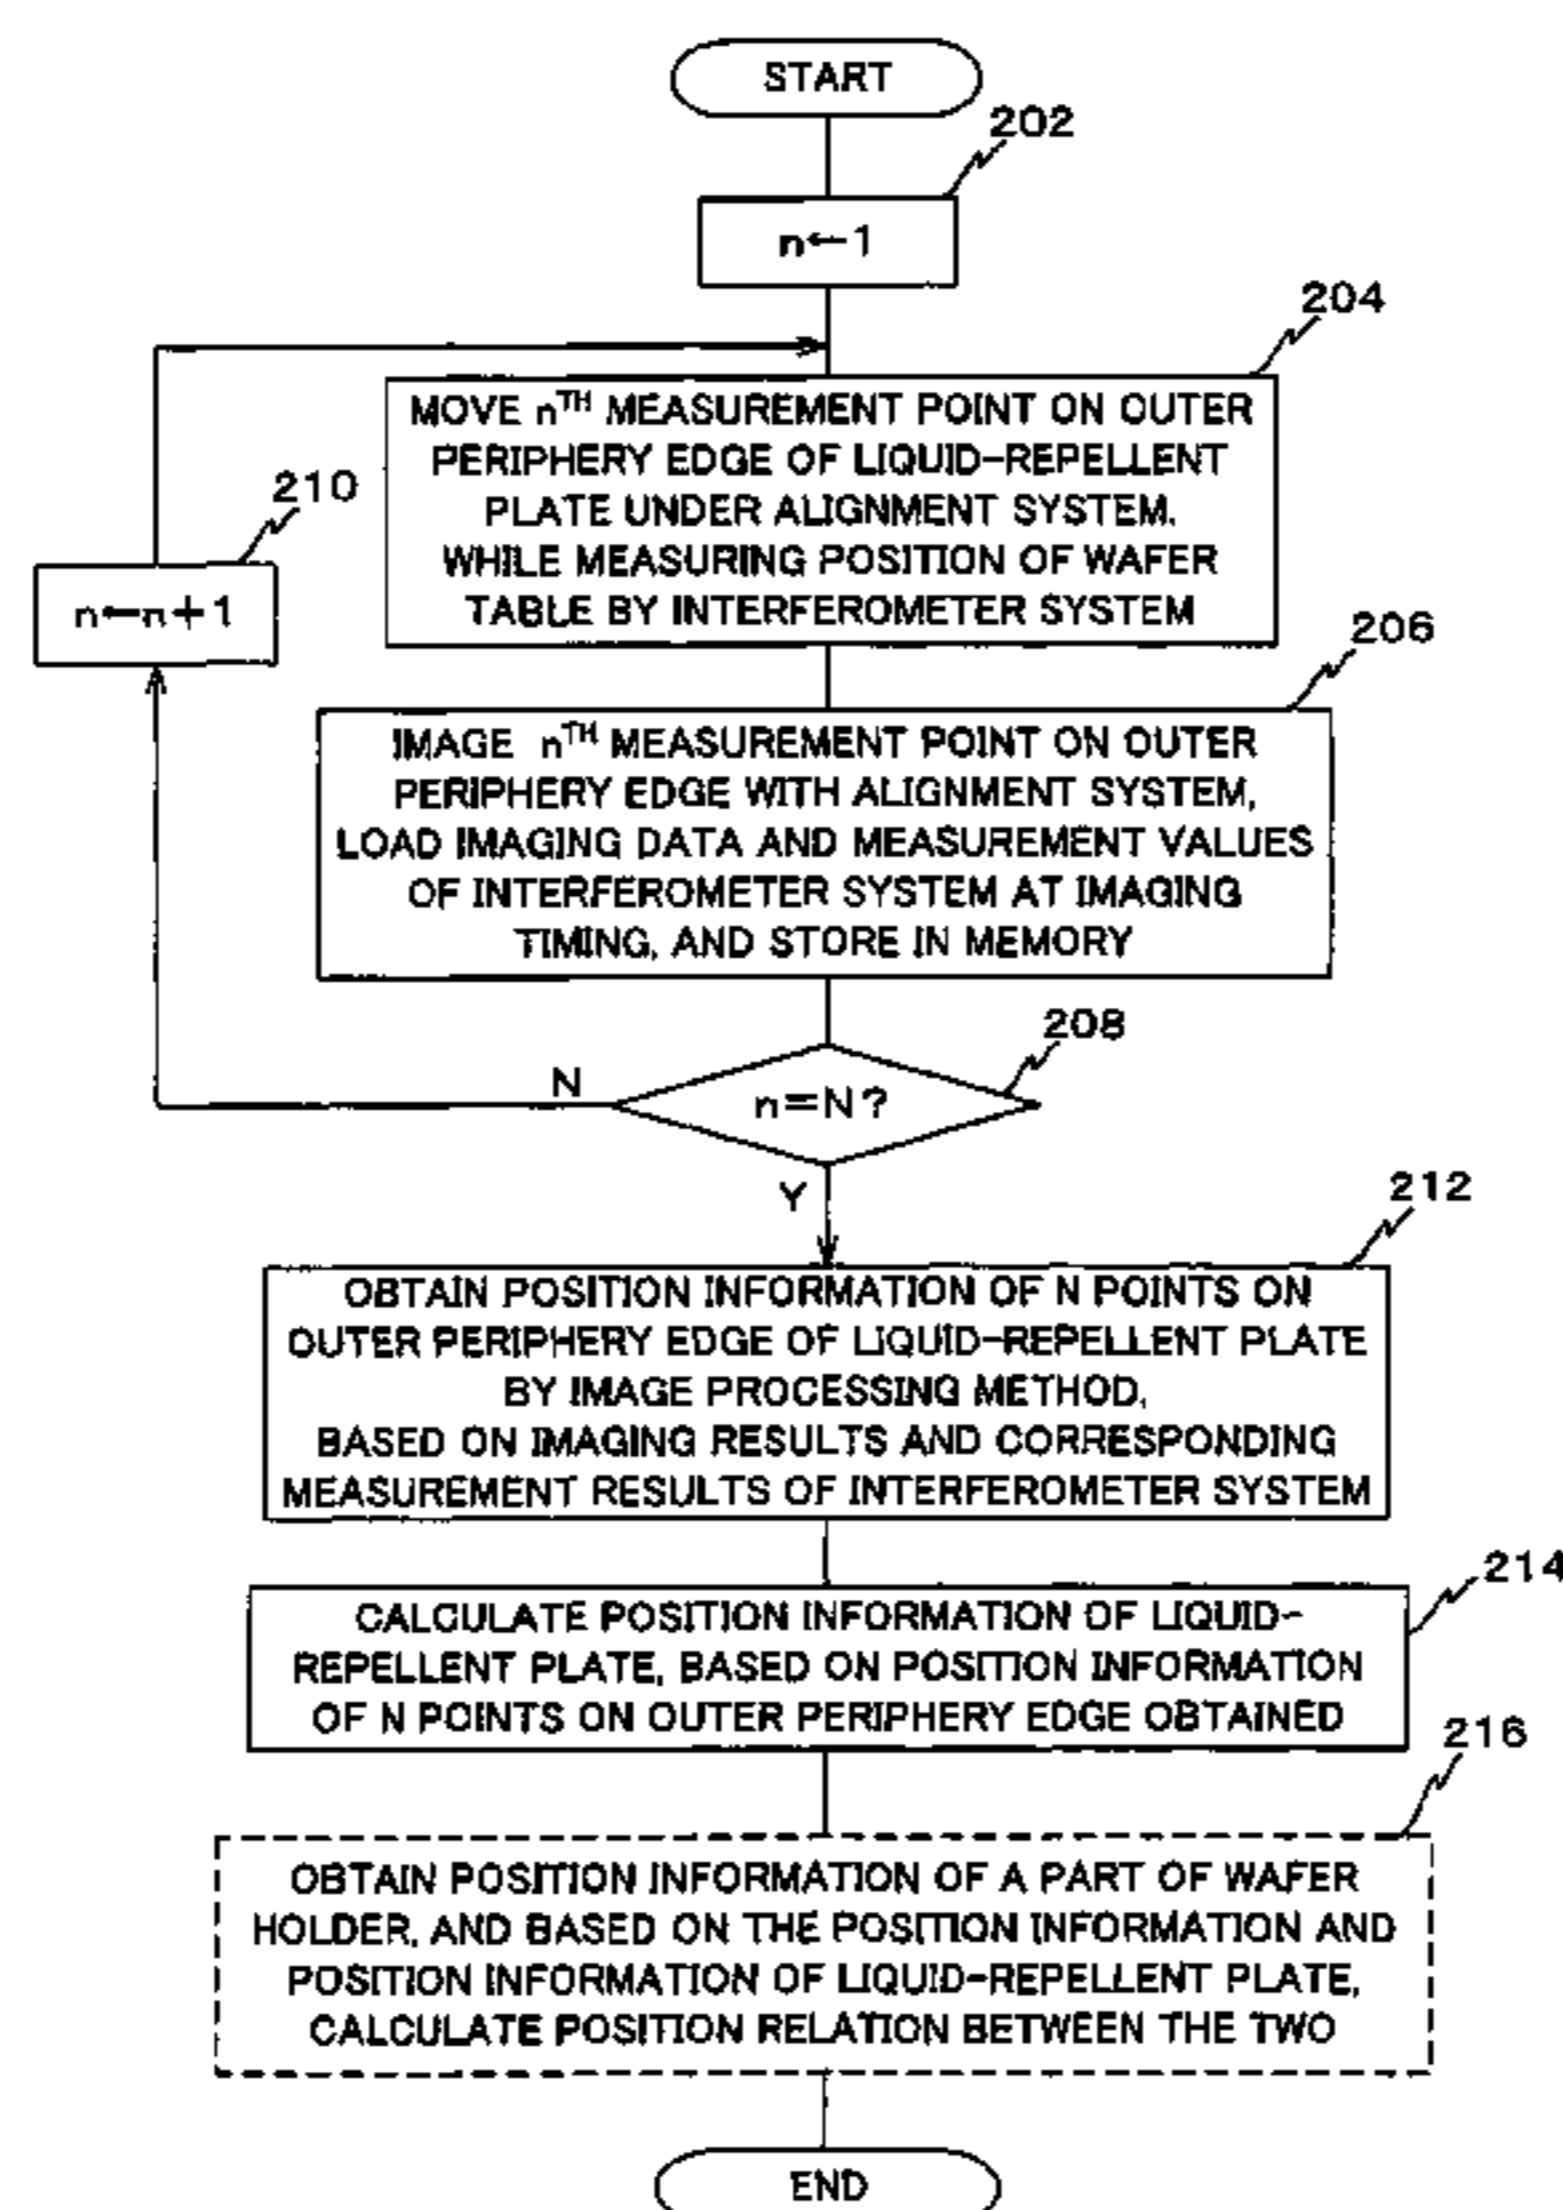 START
202
n←1
204
MOVE nTH MEASUREMENT POINT ON OUTER
PERIPHERY EDGE OF LIQUID-REPELLENT
PLATE UNDER ALIGNMENT SYSTEM,
WHILE MEASURING POSITION OF WAFER
TABLE BY INTERFEROMETER SYSTEM
210
n←n+1
206
IMAGE nTH MEASUREMENT POINT ON OUTER
PERIPHERY EDGE WITH ALIGNMENT SYSTEM,
LOAD IMAGING DATA AND MEASUREMENT VALUES
OF INTERFEROMETER SYSTEM AT IMAGING
TIMING, AND STORE IN MEMORY
208
N
n=N?
Y
212
OBTAIN POSITION INFORMATION OF N POINTS ON
OUTER PERIPHERY EDGE OF LIQUID-REPELLENT PLATE
BY IMAGE PROCESSING METHOD,
BASED ON IMAGING RESULTS AND CORRESPONDING
MEASUREMENT RESULTS OF INTERFEROMETER SYSTEM
214
CALCULATE POSITION INFORMATION OF LIQUID-
REPELLENT PLATE, BASED ON POSITION INFORMATION
OF N POINTS ON OUTER PERIPHERY EDGE OBTAINED
216
OBTAIN POSITION INFORMATION OF A PART OF WAFER
HOLDER, AND BASED ON THE POSITION INFORMATION AND
POSITION INFORMATION OF LIQUID-REPELLENT PLATE,
CALCULATE POSITION RELATION BETWEEN THE TWO
END